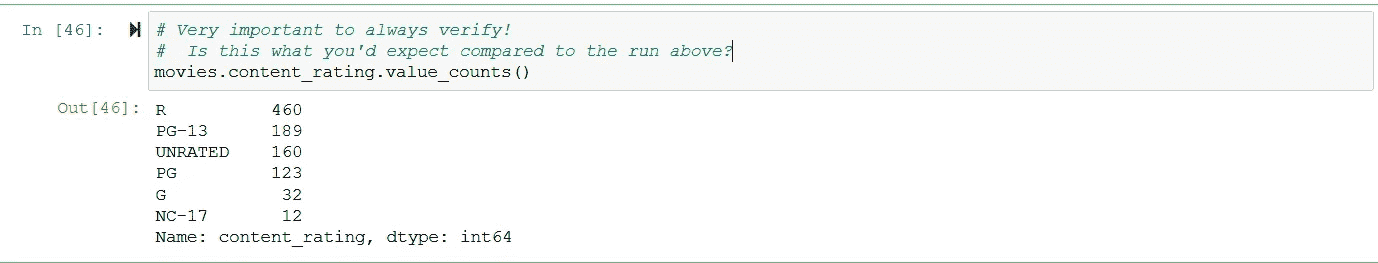 In [46]: # Very important to always verify!
#  Is this what you'd expect compared to the run above?
movies.content_rating.value_counts()
Out[46]: R 460
PG-13 189
UNRATED 160
PG 123
G 32
NC-17 12
Name: content_rating, dtype: int64